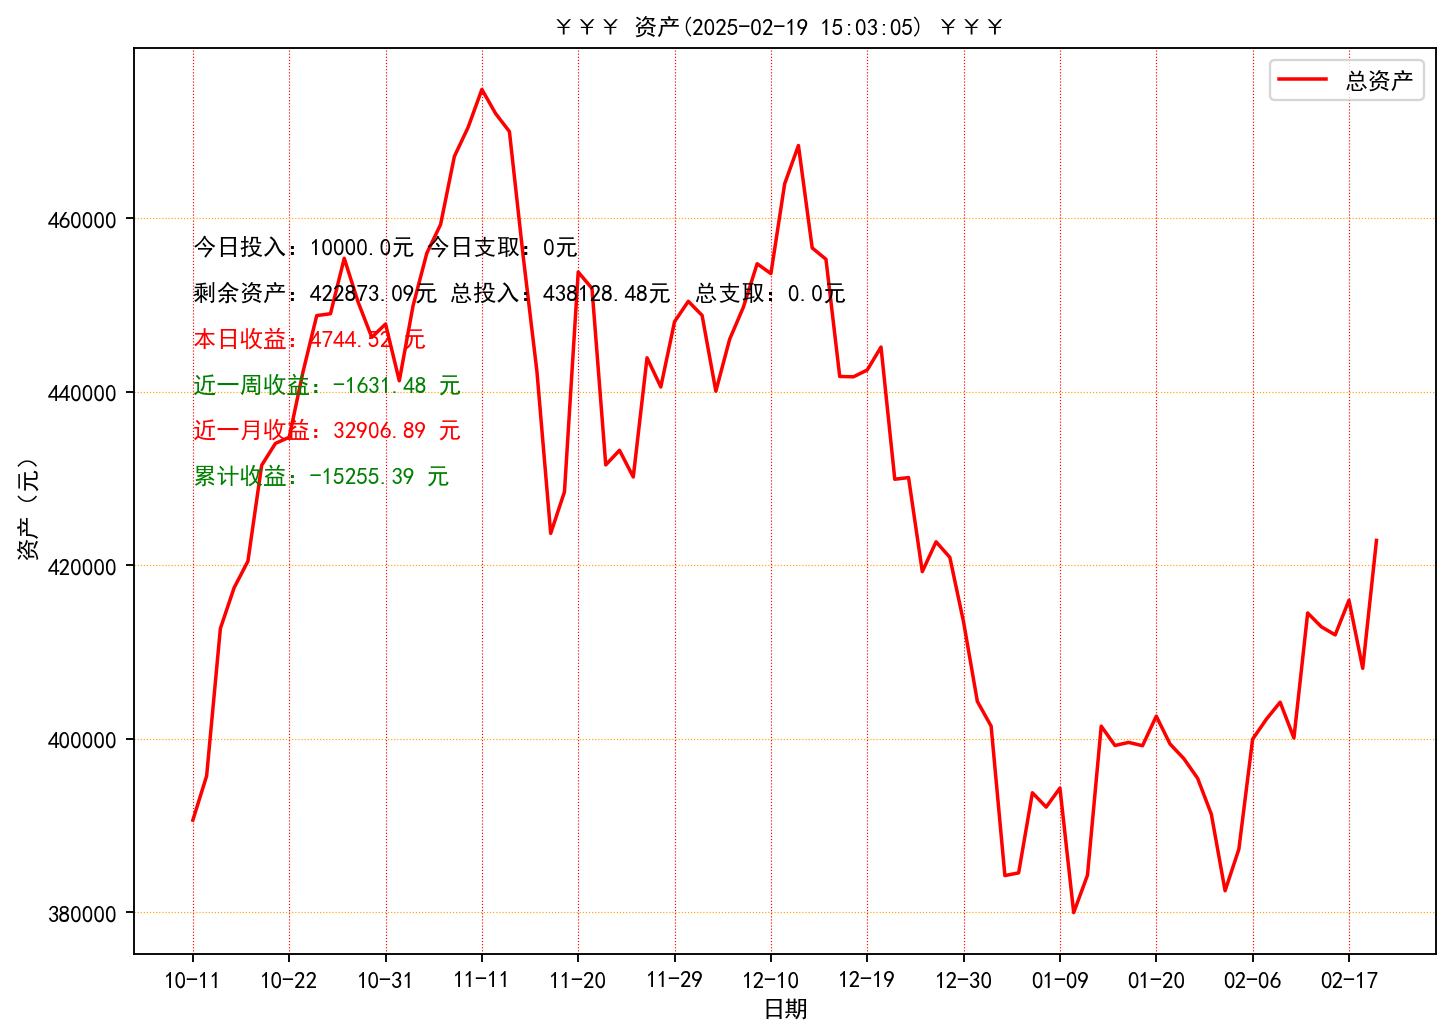 ￥￥￥ 资产(2025-02-19 15:03:05) ￥￥￥
总资产
460000
440000
420000
400000
380000
资产（元）
今日投入：10000.0元 今日支取：0元
剩余资产：422873.09元 总投入：438128.48元  总支取：0.0元
本日收益：4744.52 元
近一周收益：-1631.48 元
近一月收益：32906.89 元
累计收益：-15255.39 元
10-11 10-22 10-31 11-11 11-20 11-29 12-10 12-19 12-30 01-09 01-20 02-06 02-17
日期